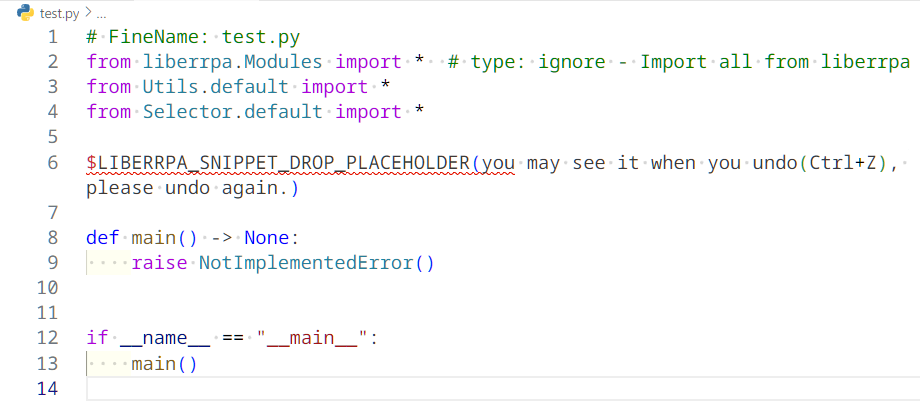 test.py > ...
1 # FineName: test.py
2 from liberrpa.Modules import *  # type: ignore - Import all from liberrpa
3 from Utils.default import *
4 from Selector.default import *
5
6 $LIBERRPA_SNIPPET_DROP_PLACEHOLDER(you may see it when you undo(Ctrl+Z),
please undo again.)
7
8 def main() -> None:
9     raise NotImplementedError()
10
11
12 if __name__ == "__main__":
13     main()
14